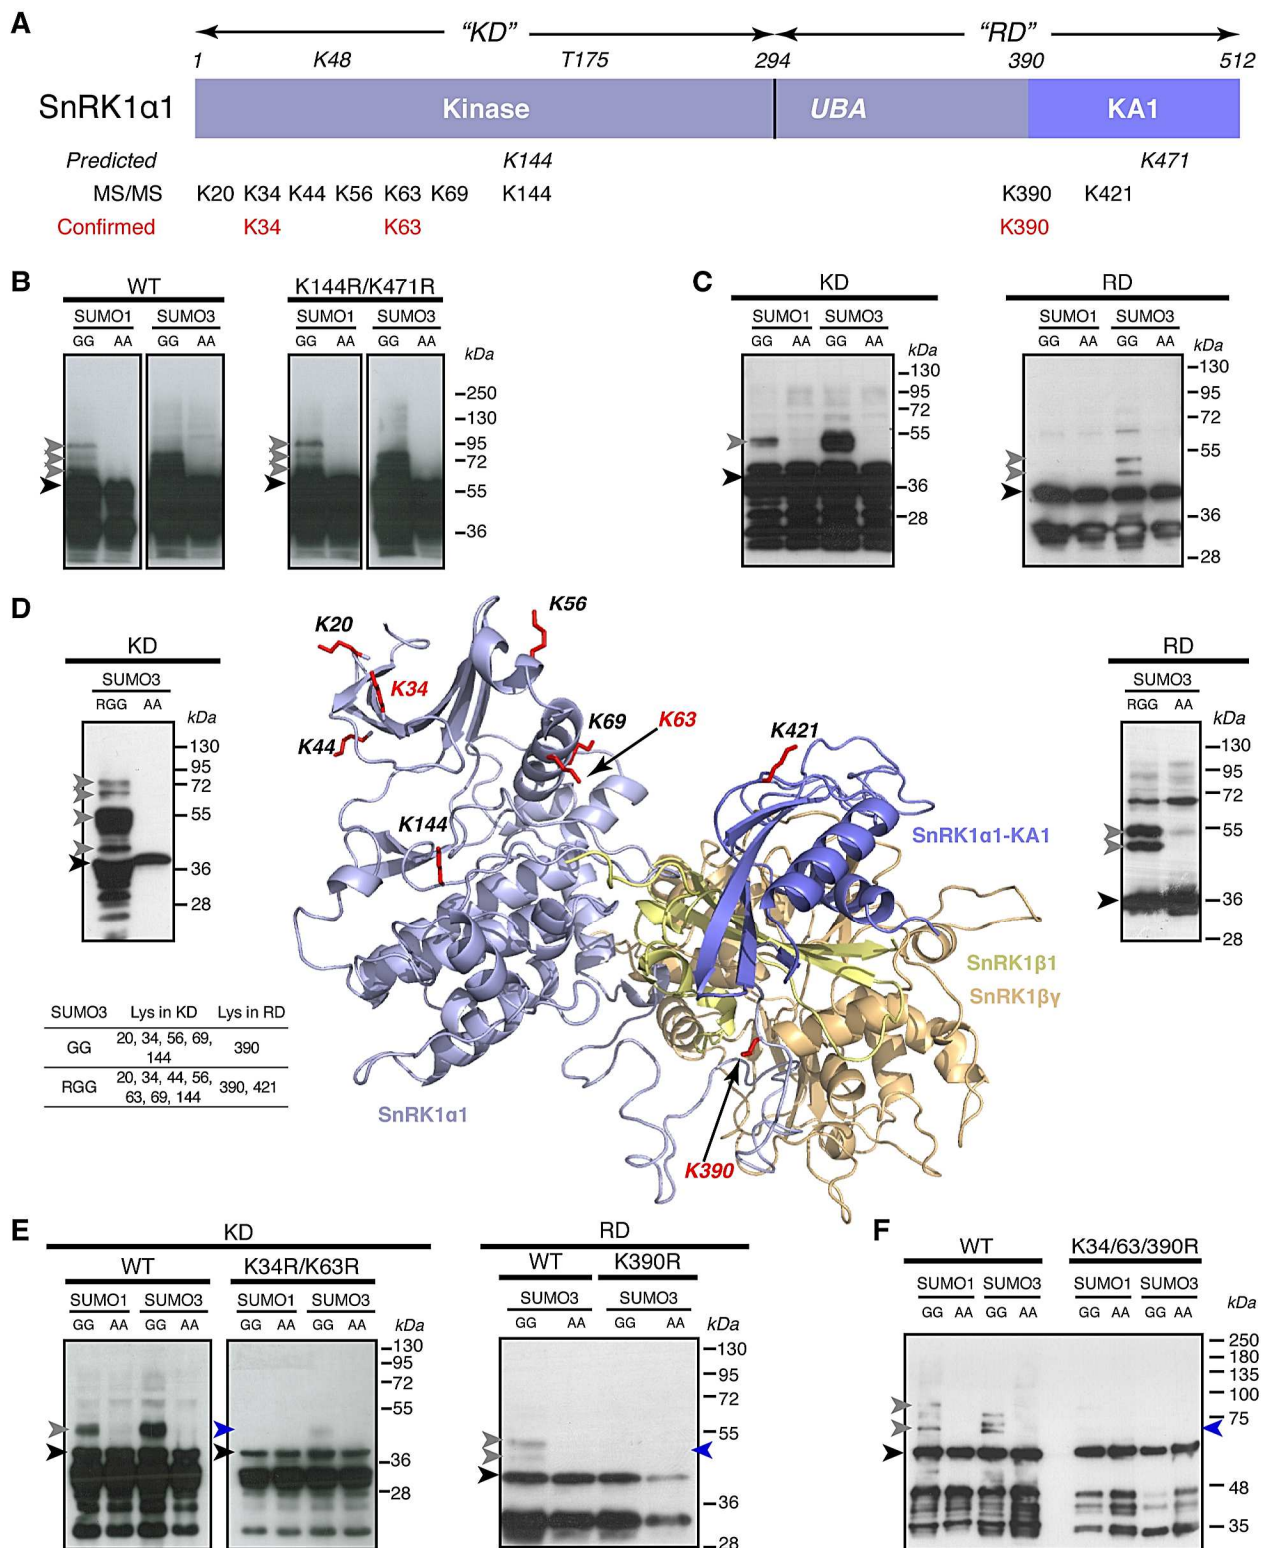 A
“KD” “RD”
1 K48 T175 294 390 512
SnRK1α1 Kinase UBA KA1
Predicted K144 K471
MS/MS K20 K34 K44 K56 K63 K69 K144 K390 K421
Confirmed K34 K63 K390
B
WT K144R/K471R
SUMO1 SUMO3 SUMO1 SUMO3
GG AA GG AA GG AA GG AA
kDa
250
130
95
72
55
36
C
KD RD
SUMO1 SUMO3 SUMO1 SUMO3
GG AA GG AA GG AA GG AA
kDa
130
95
72
55
36
28
kDa
130
95
72
55
36
28
D
KD
SUMO3
RGG AA
kDa
130
95
72
55
36
28
K20
K56
K34
K44
K69
K63
K421
K144
SnRK1α1-KA1
SnRK1β1
SnRK1βγ
SnRK1α1
K390
RD
SUMO3
RGG AA
kDa
130
95
72
55
36
28
SUMO3 Lys in KD Lys in RD
GG 20, 34, 56, 69, 144 390
RGG 20, 34, 44, 56, 63, 69, 144 390, 421
E
KD
WT K34R/K63R
SUMO1 SUMO3 SUMO1 SUMO3
GG AA GG AA GG AA GG AA
kDa
130
95
72
55
36
28
RD
WT K390R
SUMO3 SUMO3
GG AA GG AA
kDa
130
95
72
55
36
28
F
WT K34/63/390R
SUMO1 SUMO3 SUMO1 SUMO3
GG AA GG AA GG AA GG AA
kDa
250
180
135
100
75
48
35